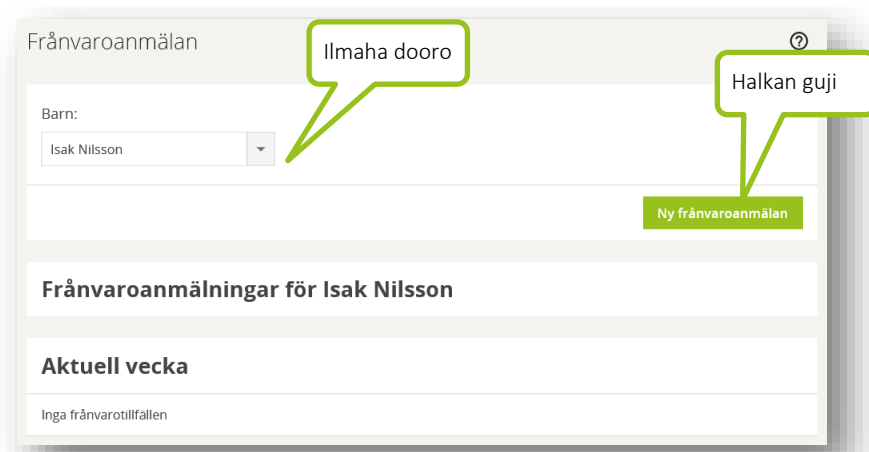 Frånvaroanmälan
Ilmaha dooro
Halkan guji
Barn:
Isak Nilsson
Ny frånvaroanmälan
Frånvaroanmälningar för Isak Nilsson
Aktuell vecka
Inga frånvarotillfällen